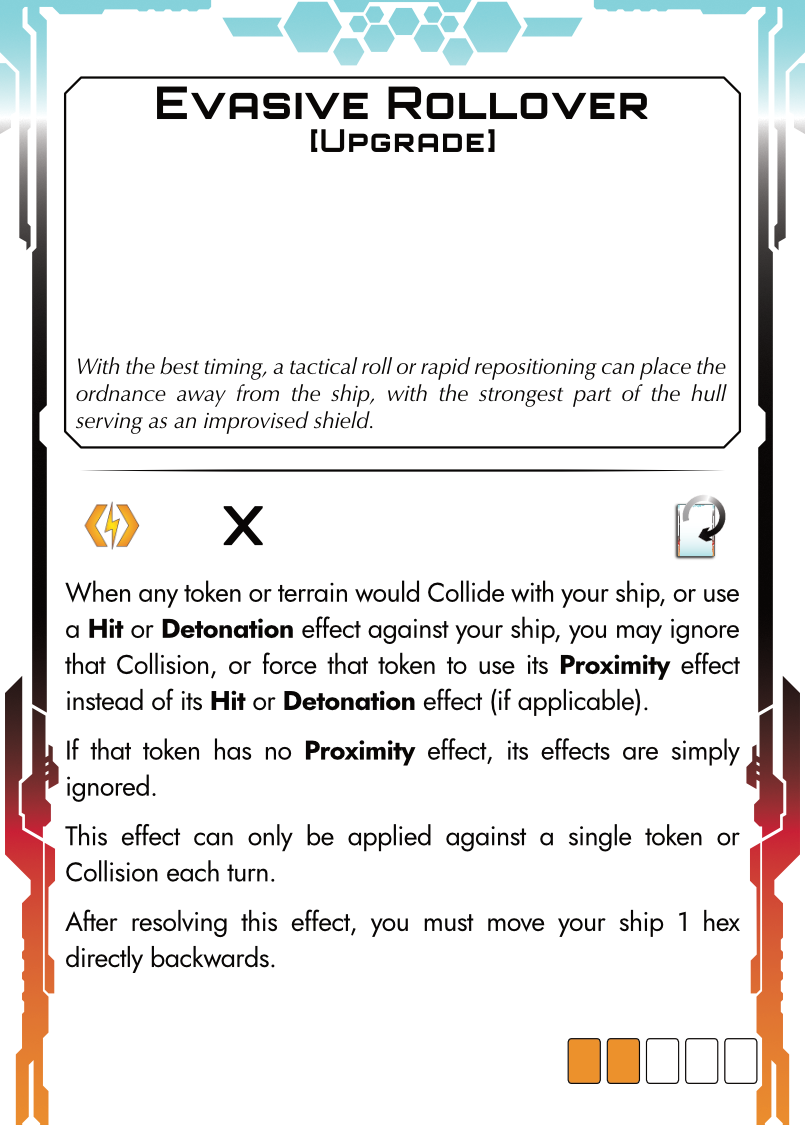 Evasive Rollover
[Upgrade]
With the best timing, a tactical roll or rapid repositioning can place the
ordnance away from the ship, with the strongest part of the hull
serving as an improvised shield.
X
When any token or terrain would Collide with your ship, or use
a Hit or Detonation effect against your ship, you may ignore
that Collision, or force that token to use its Proximity effect
instead of its Hit or Detonation effect (if applicable).
If that token has no Proximity effect, its effects are simply
ignored.
This effect can only be applied against a single token or
Collision each turn.
After resolving this effect, you must move your ship 1 hex
directly backwards.